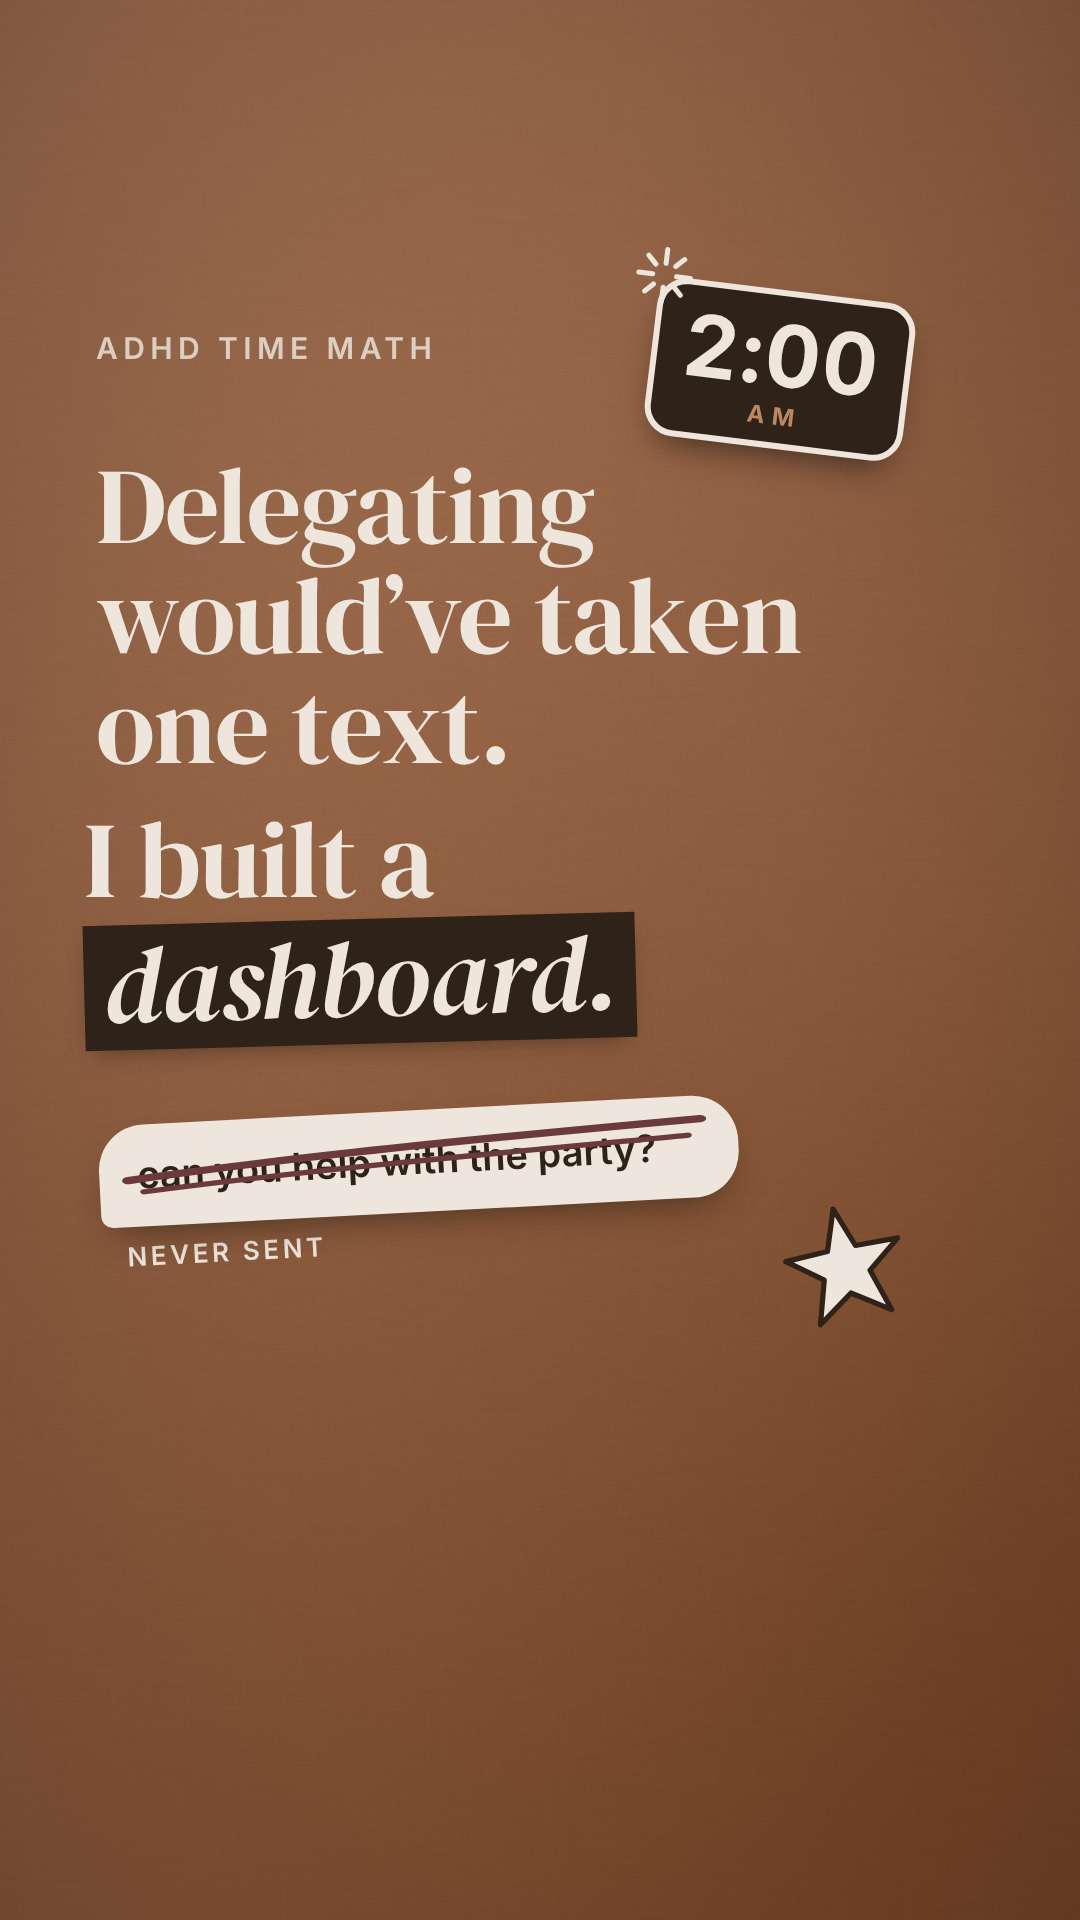 ADHD TIME MATH
2:00
AM
Delegating
would’ve taken
one text.
I built a
dashboard.
can you help with the party?
NEVER SENT